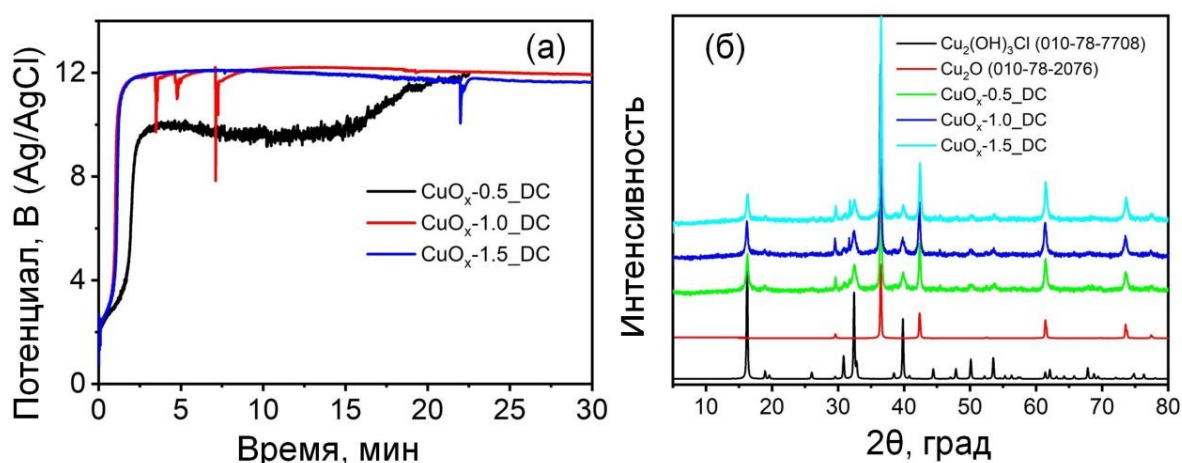 (а)
Потенциал, В (Ag/AgCl)
12
8
4
0
0
5
10
15
20
25
30
Время, мин
CuOₓ-0.5_DC
CuOₓ-1.0_DC
CuOₓ-1.5_DC
(б)
Интенсивность
Cu₂(OH)₃Cl (010-78-7708)
Cu₂O (010-78-2076)
CuOₓ-0.5_DC
CuOₓ-1.0_DC
CuOₓ-1.5_DC
10
20
30
40
50
60
70
80
2θ, град